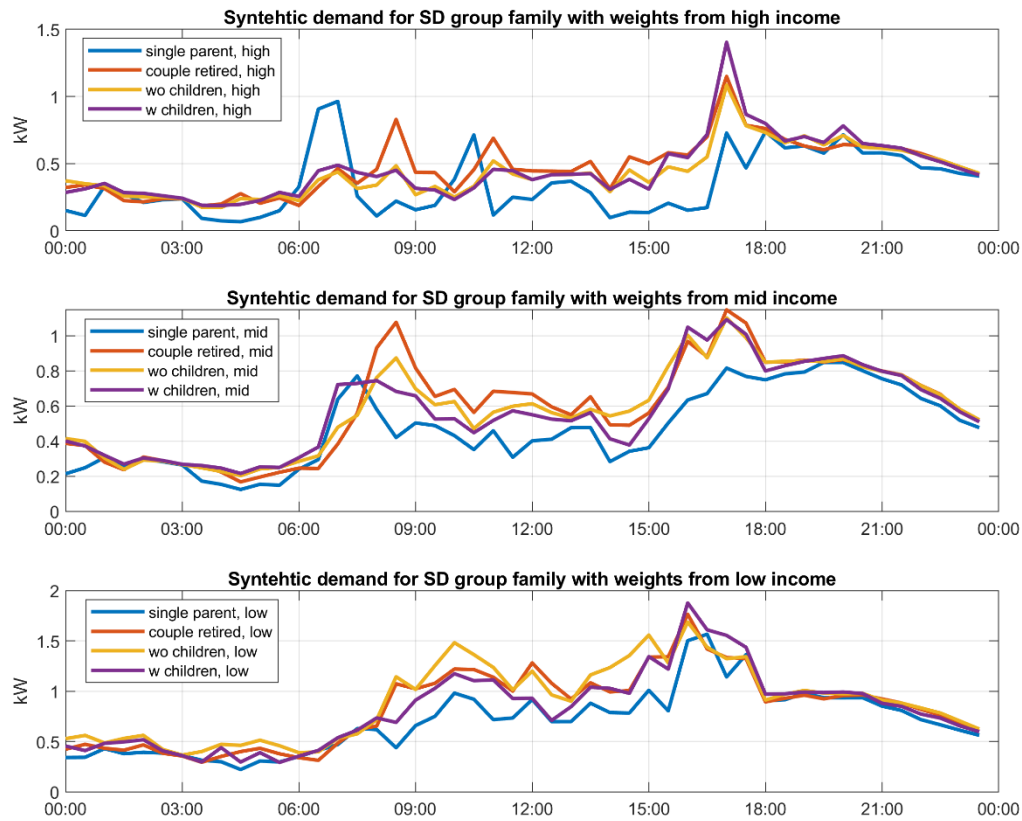 Syntehtic demand for SD group family with weights from high income
1.5
1
0.5
0
kW
single parent, high
couple retired, high
wo children, high
w children, high
00:00 03:00 06:00 09:00 12:00 15:00 18:00 21:00 00:00
Syntehtic demand for SD group family with weights from mid income
1
0.8
0.6
0.4
0.2
0
kW
single parent, mid
couple retired, mid
wo children, mid
w children, mid
00:00 03:00 06:00 09:00 12:00 15:00 18:00 21:00 00:00
Syntehtic demand for SD group family with weights from low income
2
1.5
1
0.5
0
kW
single parent, low
couple retired, low
wo children, low
w children, low
00:00 03:00 06:00 09:00 12:00 15:00 18:00 21:00 00:00